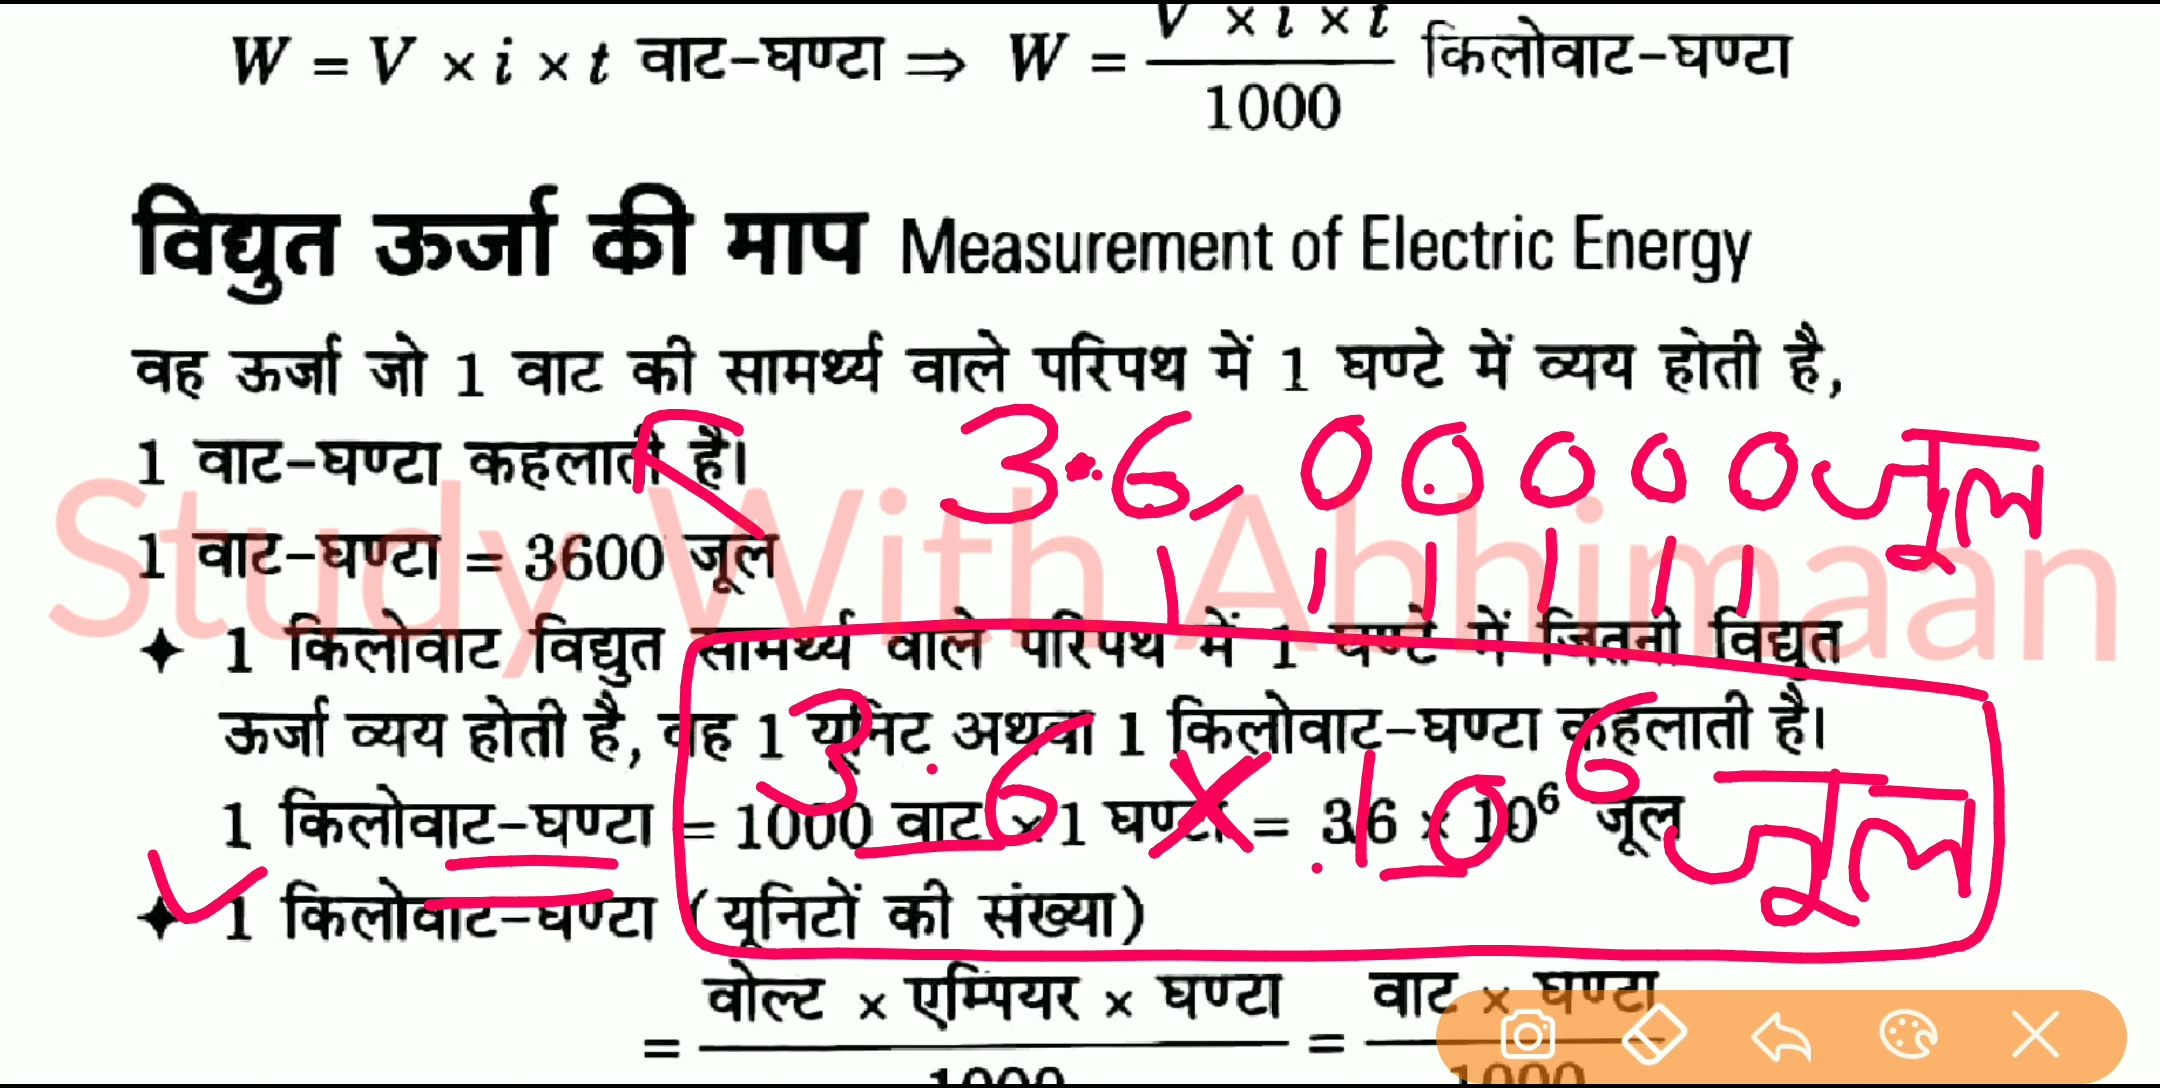 W = V × i × t वाट-घण्टा ⇒ W = V × i × t / 1000 किलोवाट-घण्टा
विद्युत ऊर्जा की माप Measurement of Electric Energy
वह ऊर्जा जो 1 वाट की सामर्थ्य वाले परिपथ में 1 घण्टे में व्यय होती है,
1 वाट-घण्टा कहलाती है।
3.6,00000 जूल
Study With Abhimaan
1 वाट-घण्टा = 3600 जूल
✦ 1 किलोवाट विद्युत सामर्थ्य वाले परिपथ में 1 घण्टे में जितनी विद्युत
ऊर्जा व्यय होती है, वह 1 यूनिट अथवा 1 किलोवाट-घण्टा कहलाती है।
3.6 × 10⁶ जूल
1 किलोवाट-घण्टा = 1000 वाट × 1 घण्टा = 3.6 × 10⁶ जूल
✦ 1 किलोवाट-घण्टा (यूनिटों की संख्या)
= वोल्ट × एम्पियर × घण्टा / 1000 = वाट × घण्टा / 1000